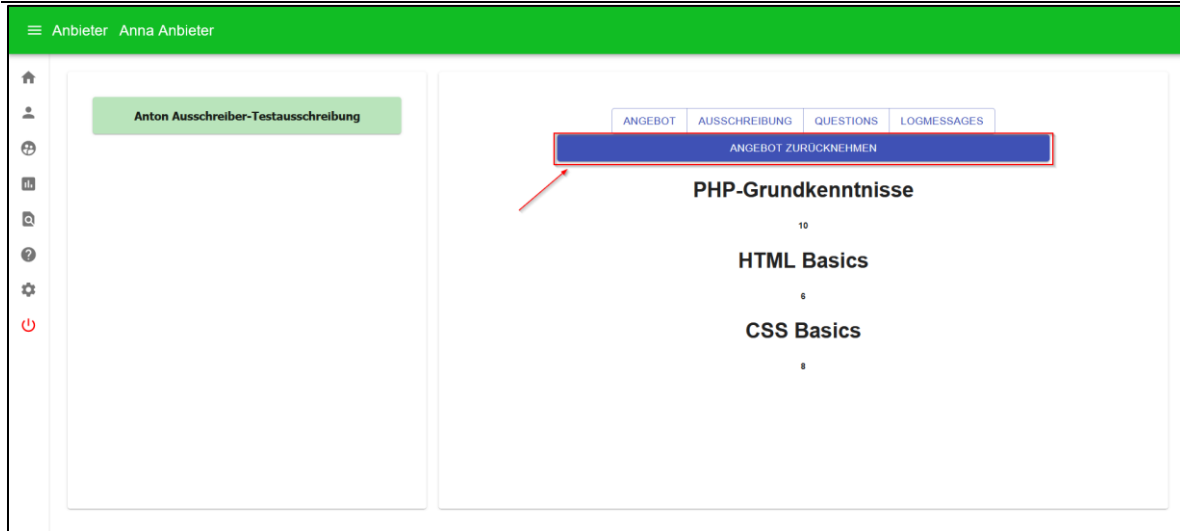 Anbieter Anna Anbieter
Anton Ausschreiber-Testausschreibung
ANGEBOT AUSSCHREIBUNG QUESTIONS LOGMESSAGES
ANGEBOT ZURÜCKNEHMEN
PHP-Grundkenntnisse
10
HTML Basics
6
CSS Basics
8